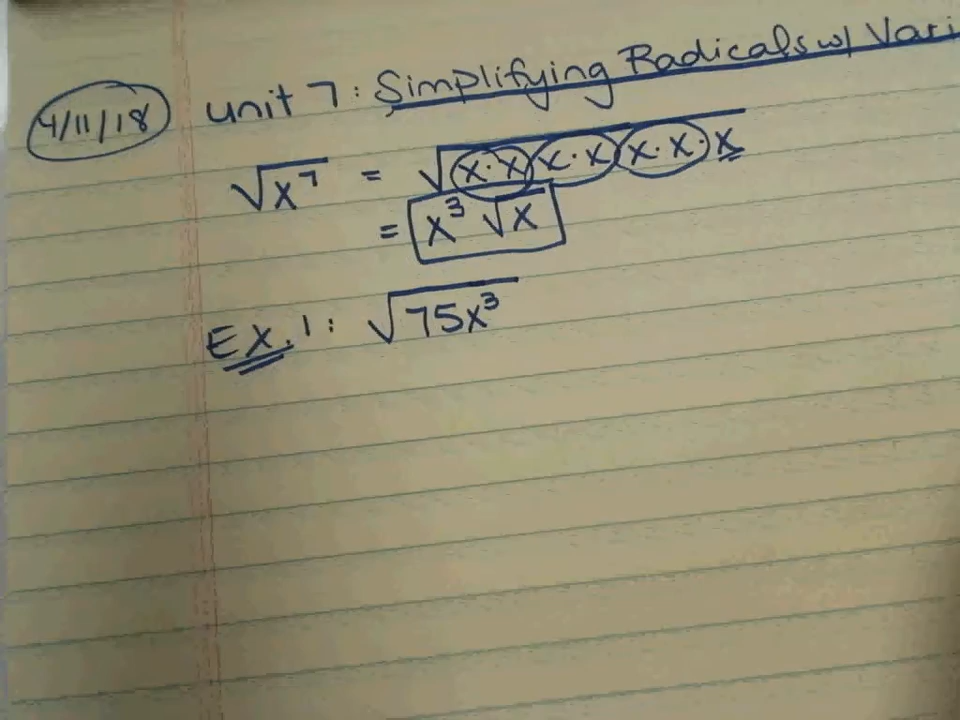 4/11/18 Unit 7: Simplifying Radicals w/ Vari
√x⁷ = √x·x x·x x·x·x
= x³ √x
Ex. 1: √75x³